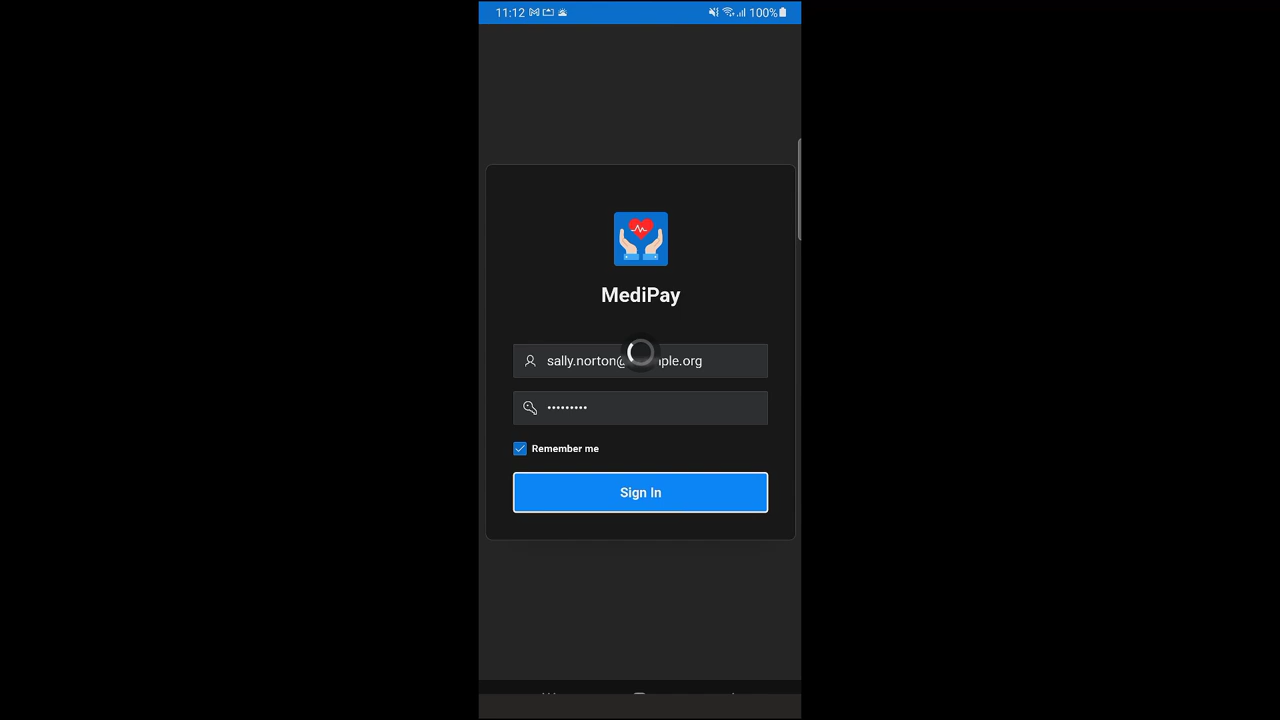 11:12 100%
MediPay
sally.norton@
ple.org
•••••••••
Remember me
Sign In